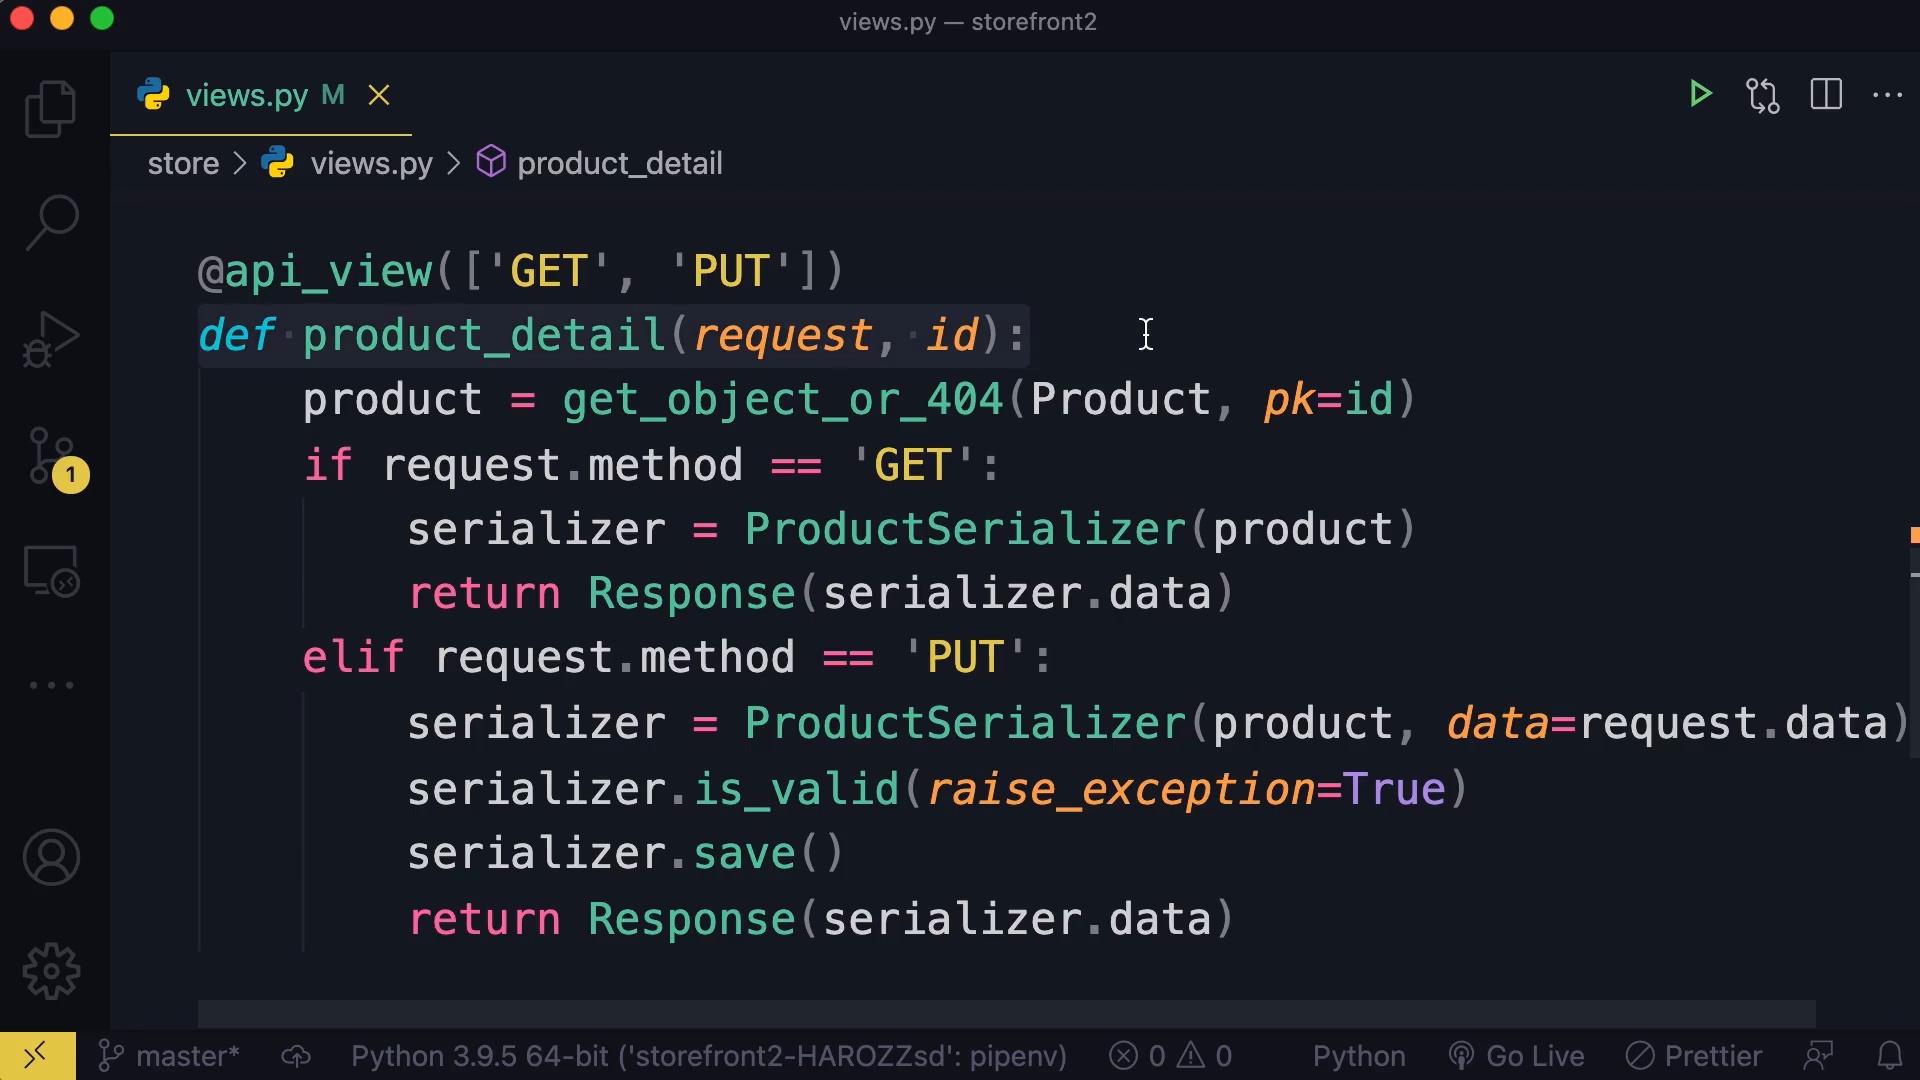 views.py — storefront2
views.py M
store > views.py > product_detail
@api_view(['GET', 'PUT'])
def product_detail(request, id):
product = get_object_or_404(Product, pk=id)
if request.method == 'GET':
serializer = ProductSerializer(product)
return Response(serializer.data)
elif request.method == 'PUT':
serializer = ProductSerializer(product, data=request.data)
serializer.is_valid(raise_exception=True)
serializer.save()
return Response(serializer.data)
1
master* Python 3.9.5 64-bit ('storefront2-HAROZZsd': pipenv) 0 0 Python Go Live Prettier